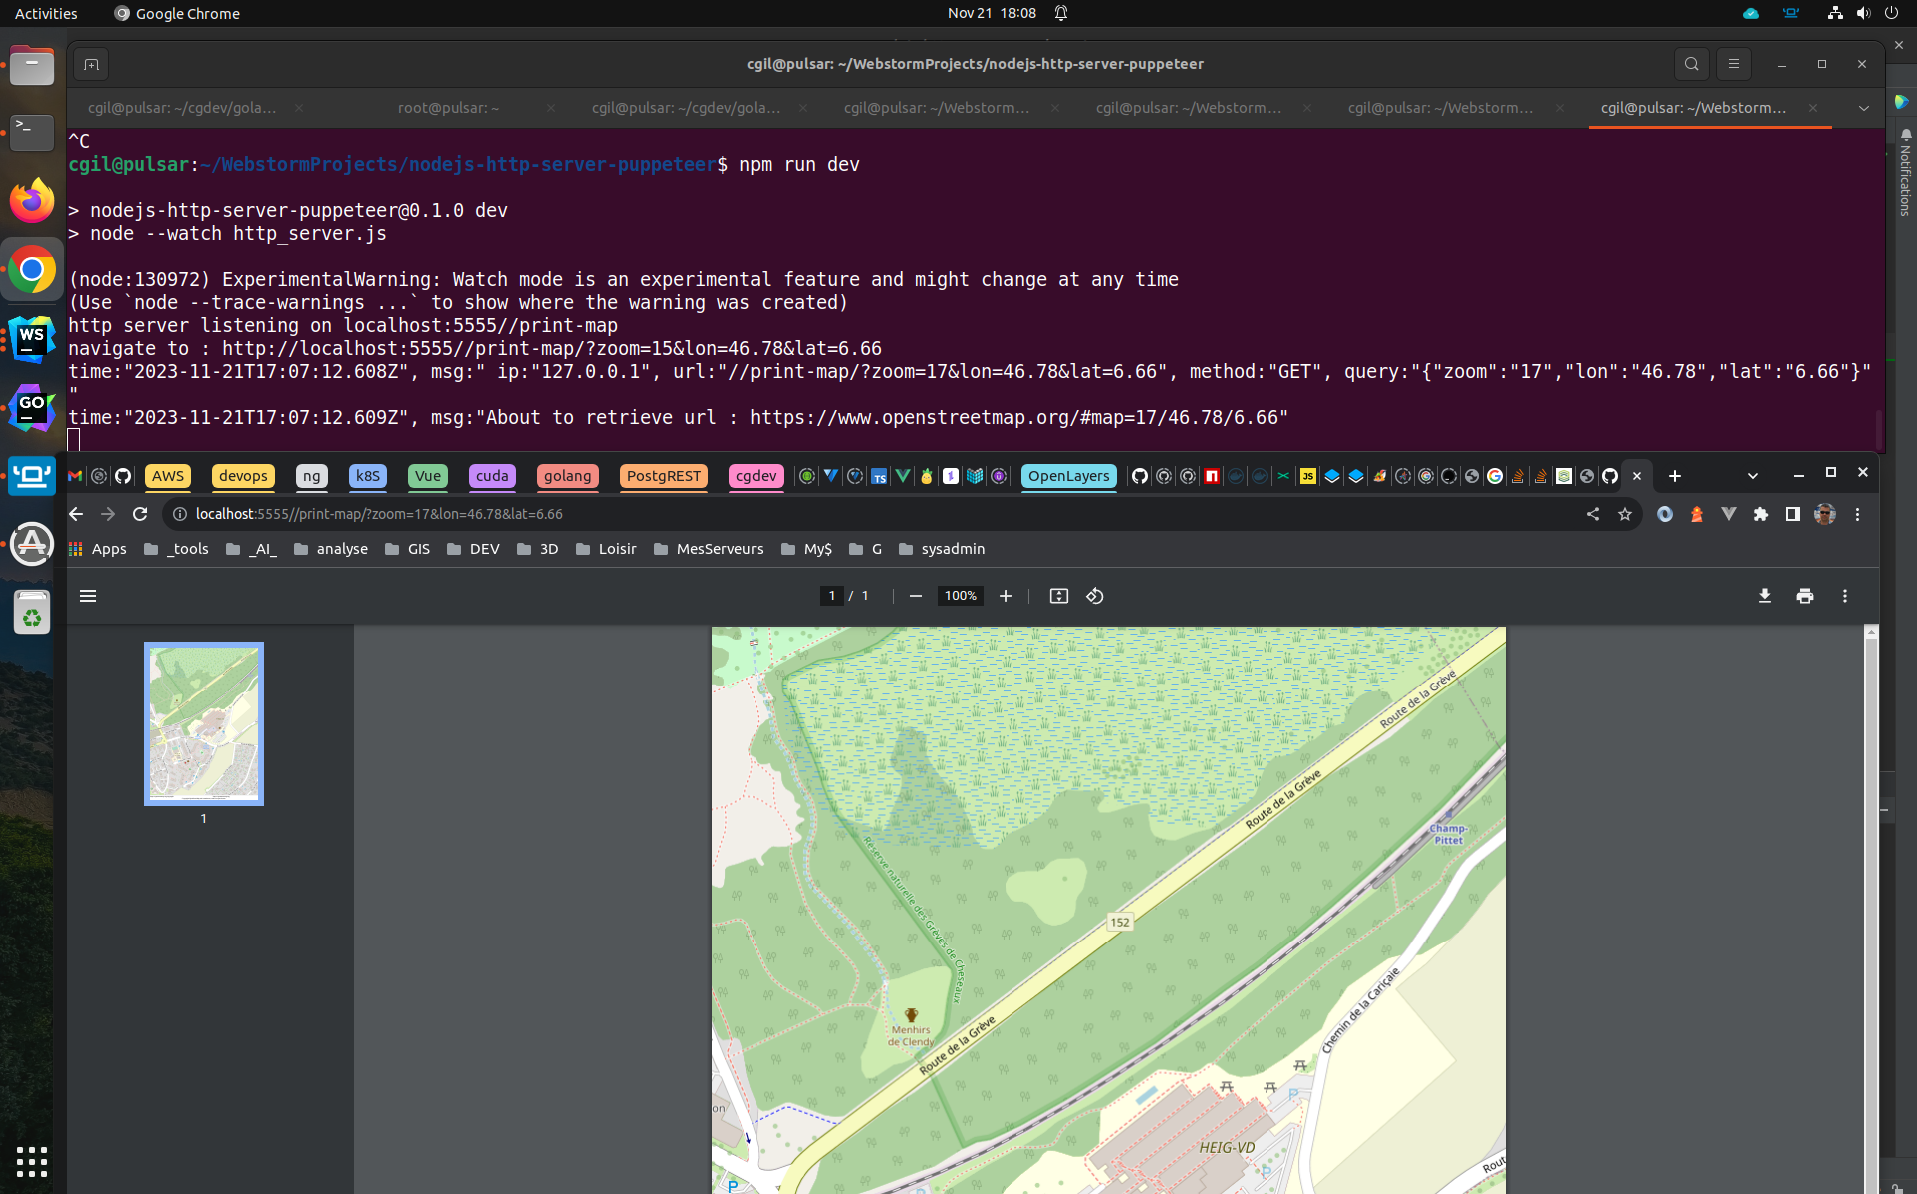 Activities
Google Chrome
Nov 21 18:08
cgil@pulsar: ~/WebstormProjects/nodejs-http-server-puppeteer
cgil@pulsar: ~/cgdev/gola...
root@pulsar: ~
cgil@pulsar: ~/cgdev/gola...
cgil@pulsar: ~/Webstorm...
cgil@pulsar: ~/Webstorm...
cgil@pulsar: ~/Webstorm...
cgil@pulsar: ~/Webstorm...
^C
cgil@pulsar:~/WebstormProjects/nodejs-http-server-puppeteer$ npm run dev
> nodejs-http-server-puppeteer@0.1.0 dev
> node --watch http_server.js
(node:130972) ExperimentalWarning: Watch mode is an experimental feature and might change at any time
(Use `node --trace-warnings ...` to show where the warning was created)
http server listening on localhost:5555//print-map
navigate to : http://localhost:5555//print-map/?zoom=15&lon=46.78&lat=6.66
time:"2023-11-21T17:07:12.608Z", msg:" ip:"127.0.0.1", url:"//print-map/?zoom=17&lon=46.78&lat=6.66", method:"GET", query:"{"zoom":"17","lon":"46.78","lat":"6.66"}"
"
time:"2023-11-21T17:07:12.609Z", msg:"About to retrieve url : https://www.openstreetmap.org/#map=17/46.78/6.66"
Notifications
WS
GO
AWS
devops
ng
k8S
Vue
cuda
golang
PostgREST
cgdev
TS
OpenLayers
JS
localhost:5555//print-map/?zoom=17&lon=46.78&lat=6.66
Apps
_tools
_AI_
analyse
GIS
DEV
3D
Loisir
MesServeurs
My$
G
sysadmin
1 / 1
100%
1
Route de la Grève
Route de la Grève
Champ-
Pittet
Réserve naturelle des Grèves de Cheseaux
152
Menhirs
de Clendy
Route de la Grève
Chemin de la Cariçaie
P
on
HEIG-VD
P
P
Rout